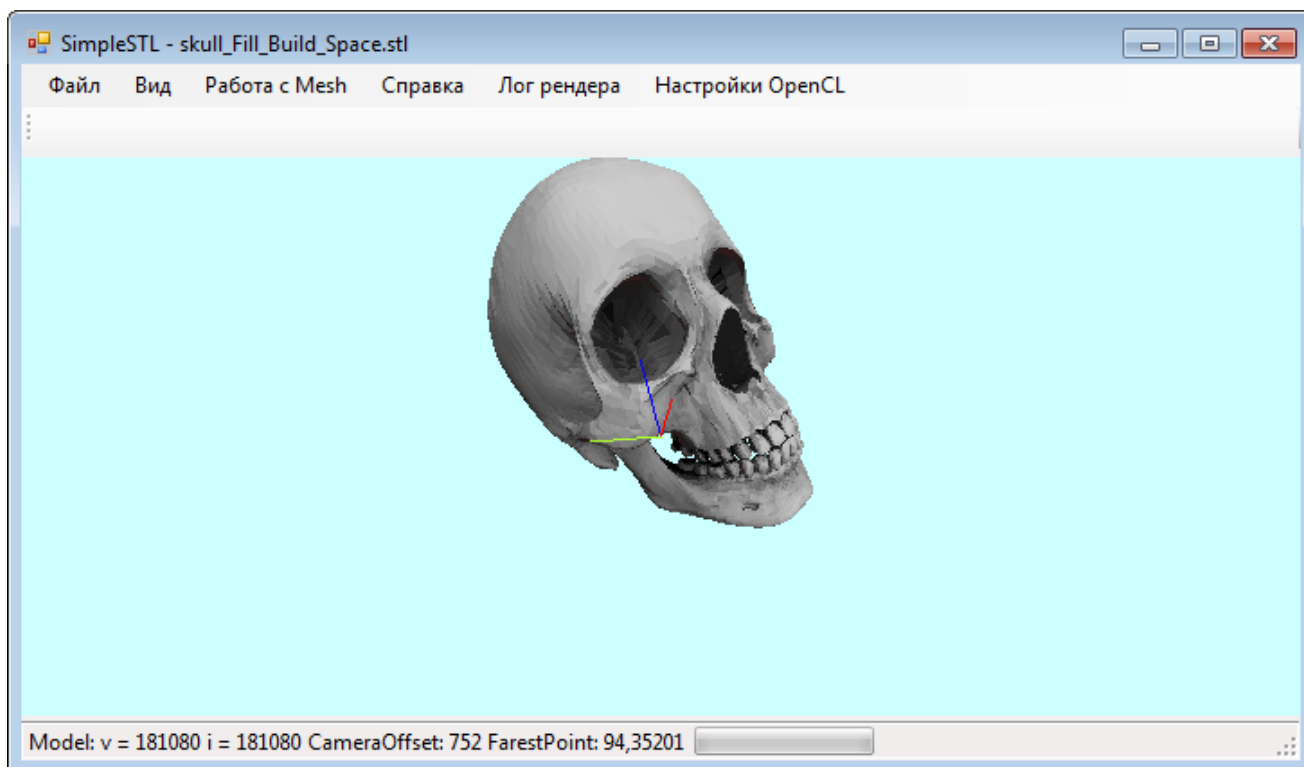 SimpleSTL - skull_Fill_Build_Space.stl
Файл Вид Работа с Mesh Справка Лог рендера Настройки OpenCL
Model: v = 181080 i = 181080 CameraOffset: 752 FarestPoint: 94,35201